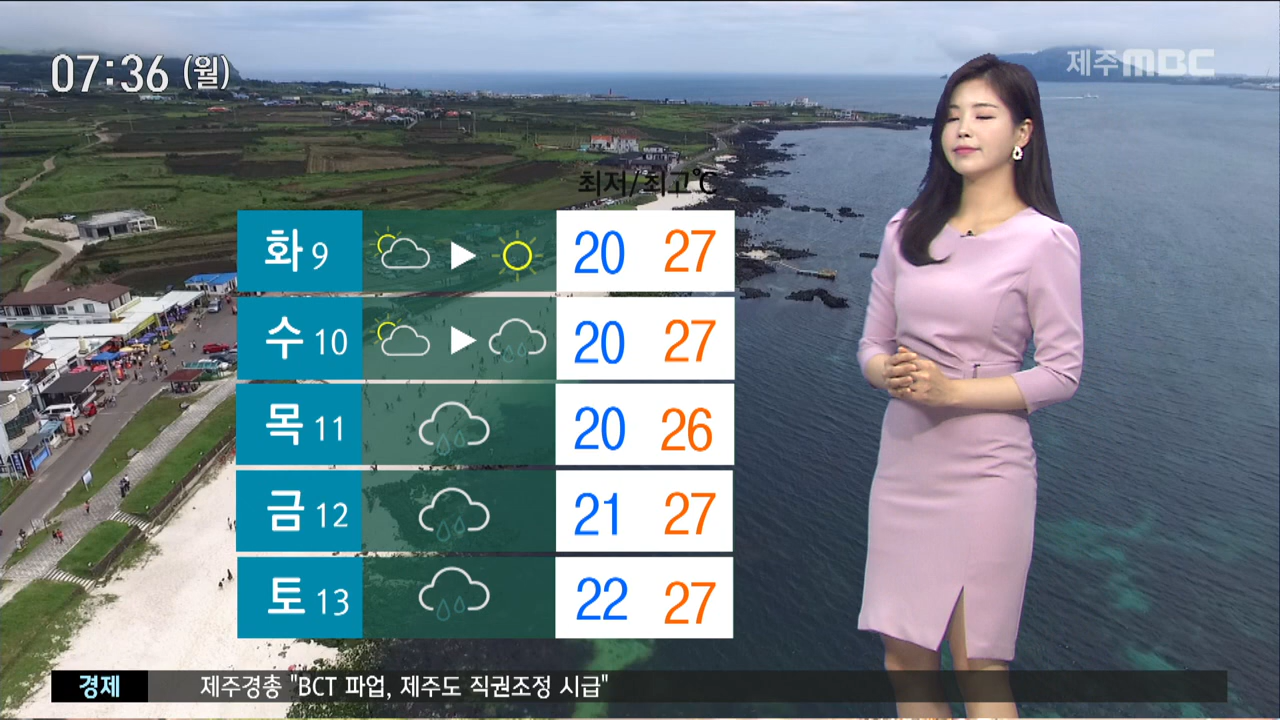 07:36 (월)
제주MBC
최저/최고℃
화 9 20 27
수 10 20 27
목 11 20 26
금 12 21 27
토 13 22 27
경제 제주경총 "BCT 파업, 제주도 직권조정 시급"